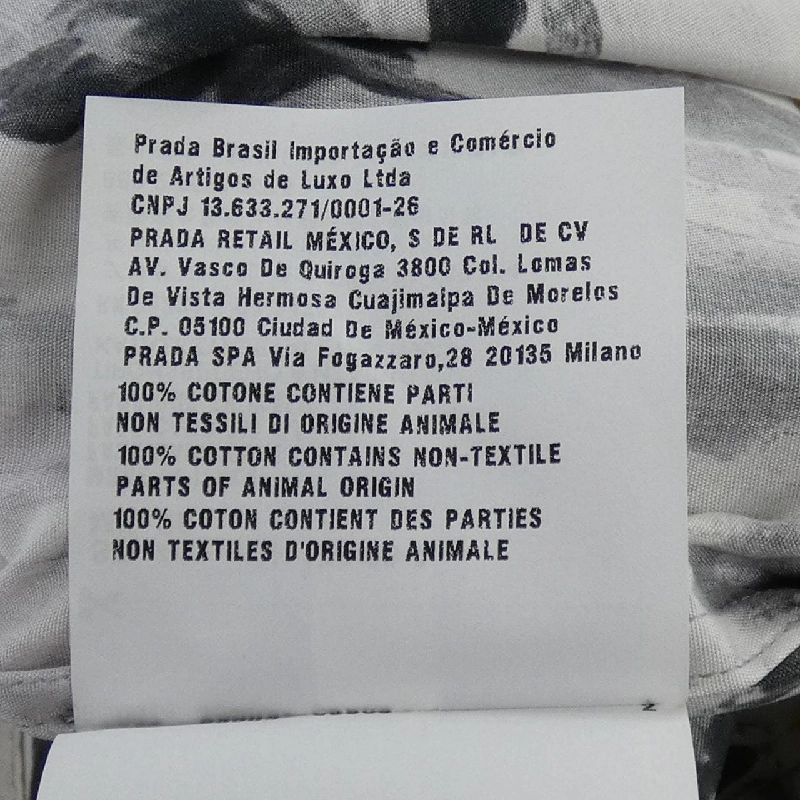 Prada Brasil Importação e Comércio
de Artigos de Luxo Ltda
CNPJ 13.633.271/0001-26
PRADA RETAIL MÉXICO, S DE RL DE CV
AV. Vasco De Quiroga 3800 Col. Lomas
De Vista Hermosa Cuajimalpa De Morelos
C.P. 05100 Ciudad De México-México
PRADA SPA Via Fogazzaro,28 20135 Milano
100% COTONE CONTIENE PARTI
NON TESSILI DI ORIGINE ANIMALE
100% COTTON CONTAINS NON-TEXTILE
PARTS OF ANIMAL ORIGIN
100% COTON CONTIENT DES PARTIES
NON TEXTILES D'ORIGINE ANIMALE